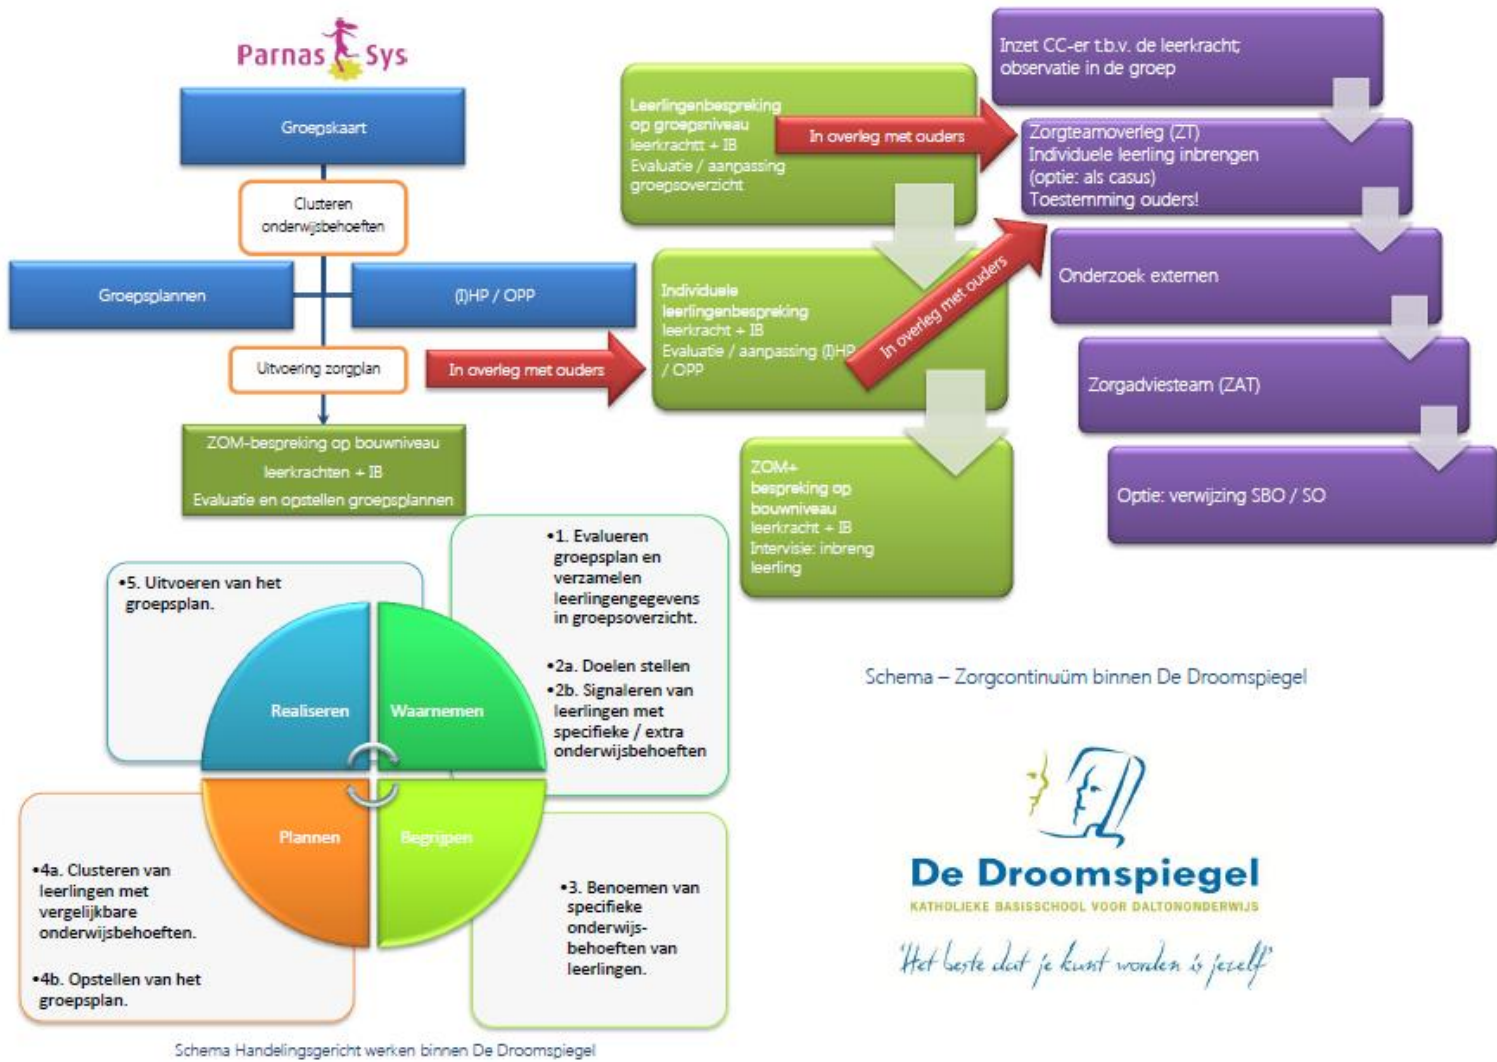 Parnas Sys
Groepskaart
Clusteren
onderwijsbehoeften
Groepsplannen
(I)HP / OPP
Uitvoering zorgplan
In overleg met ouders
ZOM-bespreking op bouwniveau
leerkrachten + IB
Evaluatie en opstellen groepsplannen
Leerlingenbespreking
op groepsniveau
leerkrachtt + IB
Evaluatie / aanpassing
groepsoverzicht
In overleg met ouders
Individuele
leerlingenbespreking
leerkracht + IB
Evaluatie / aanpassing (I)HP
/ OPP
In overleg met ouders
ZOM+
bespreking op
bouwniveau
leerkracht + IB
Intervisie: inbreng
leerling
Inzet CC-er t.b.v. de leerkracht;
observatie in de groep
Zorgteamoverleg (ZT)
Individuele leerling inbrengen
(optie: als casus)
Toestemming ouders!
Onderzoek externen
Zorgadviesteam (ZAT)
Optie: verwijzing SBO / SO
•5. Uitvoeren van het
groepsplan.
•1. Evalueren
groepsplan en
verzamelen
leerlingengegevens
in groepsoverzicht.
•2a. Doelen stellen
•2b. Signaleren van
leerlingen met
specifieke / extra
onderwijsbehoeften
Realiseren
Waarnemen
Plannen
Begrijpen
•4a. Clusteren van
leerlingen met
vergelijkbare
onderwijsbehoeften.
•4b. Opstellen van het
groepsplan.
•3. Benoemen van
specifieke
onderwijs-
behoeften van
leerlingen.
Schema Handelingsgericht werken binnen De Droomspiegel
Schema – Zorgcontinuüm binnen De Droomspiegel
De Droomspiegel
KATHOLIEKE BASISSCHOOL VOOR DALTONONDERWIJS
'Het beste dat je kunt worden is jezelf'